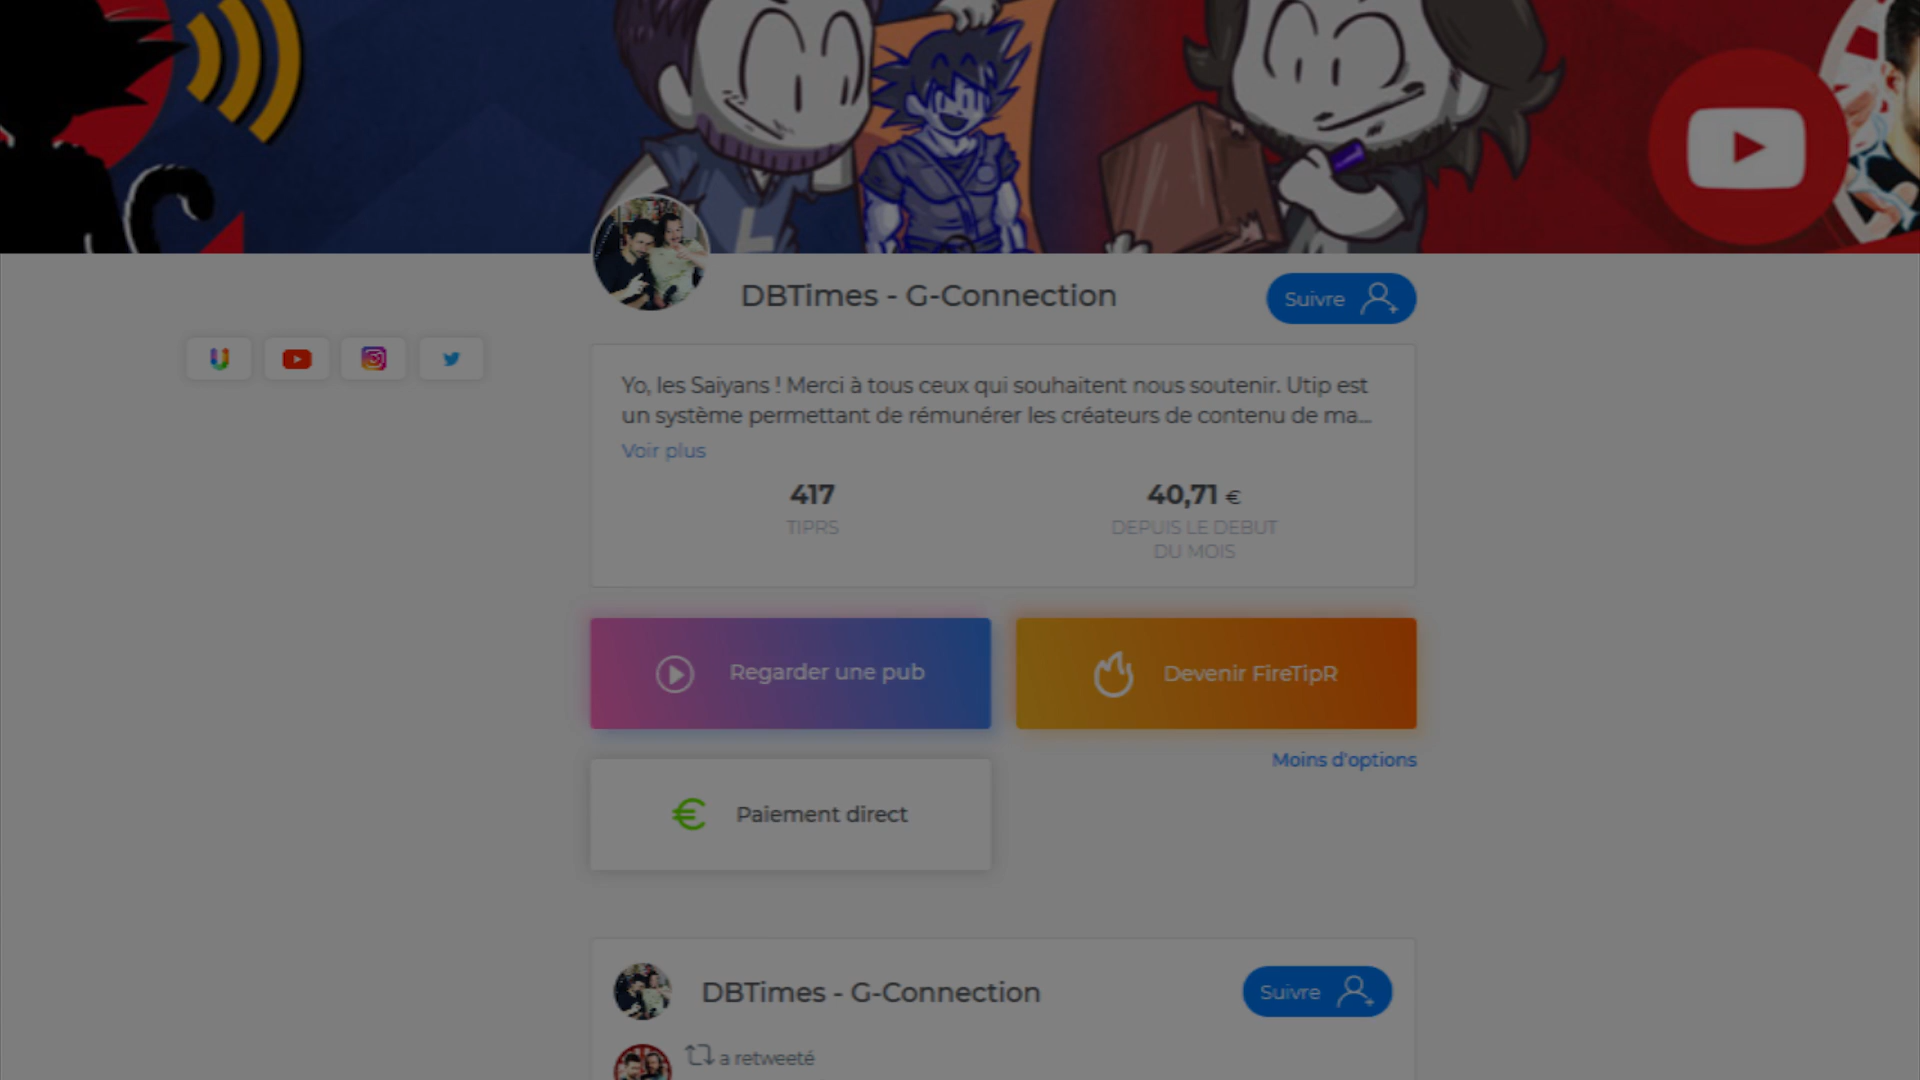 DBTimes - G-Connection
Suivre
Yo, les Saiyans ! Merci à tous ceux qui souhaitent nous soutenir. Utip est
un système permettant de rémunérer les créateurs de contenu de ma...
Voir plus
417
TIPRS
40,71 €
DEPUIS LE DEBUT
DU MOIS
Regarder une pub
Devenir FireTipR
Moins d'options
€ Paiement direct
DBTimes - G-Connection
Suivre
a retweeté